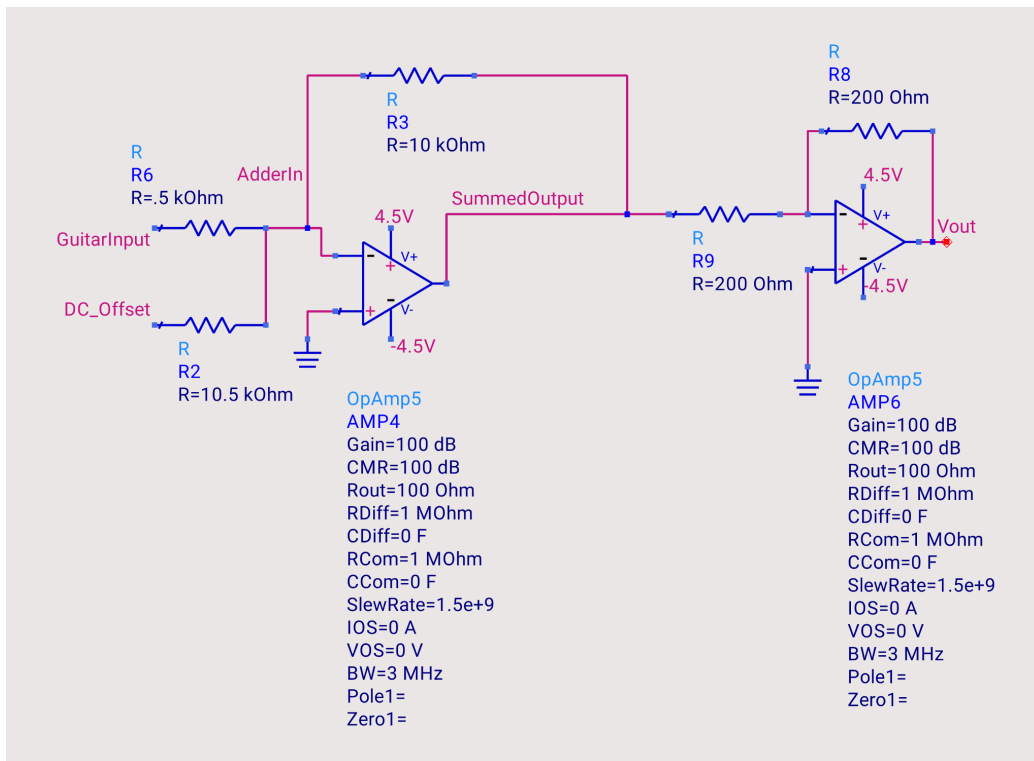 R
R8
R=200 Ohm
R
R3
R=10 kOhm
R
R6
R=.5 kOhm
AdderIn
4.5V
SummedOutput
4.5V
GuitarInput
-
V+
+
-
V+
+
Vout
R
R9
R=200 Ohm
+
-
V-
-4.5V
DC_Offset
+
-
V-
-4.5V
R
R2
R=10.5 kOhm
OpAmp5
AMP4
Gain=100 dB
CMR=100 dB
Rout=100 Ohm
RDiff=1 MOhm
CDiff=0 F
RCom=1 MOhm
CCom=0 F
SlewRate=1.5e+9
IOS=0 A
VOS=0 V
BW=3 MHz
Pole1=
Zero1=
OpAmp5
AMP6
Gain=100 dB
CMR=100 dB
Rout=100 Ohm
RDiff=1 MOhm
CDiff=0 F
RCom=1 MOhm
CCom=0 F
SlewRate=1.5e+9
IOS=0 A
VOS=0 V
BW=3 MHz
Pole1=
Zero1=